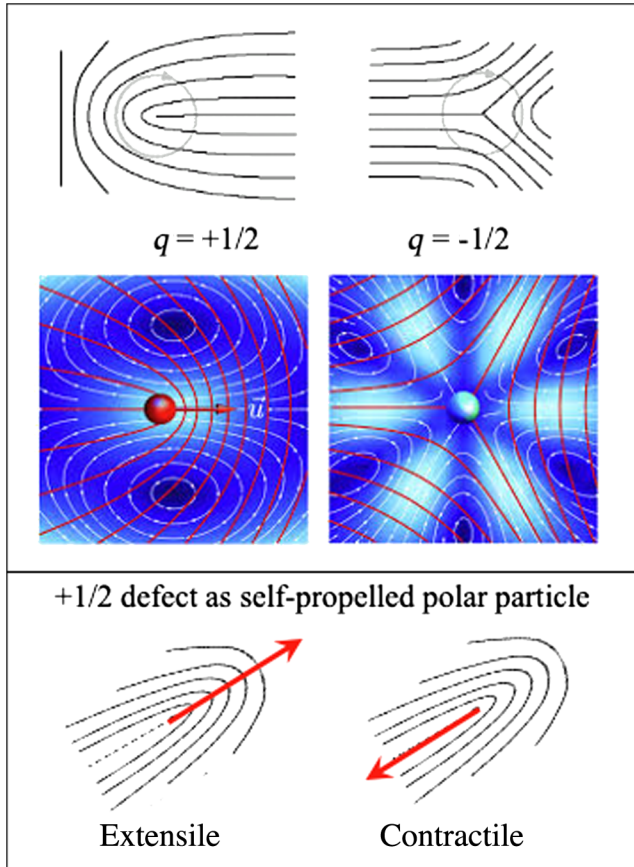 q = +1/2 q = -1/2
u⃗
+1/2 defect as self-propelled polar particle
Extensile Contractile